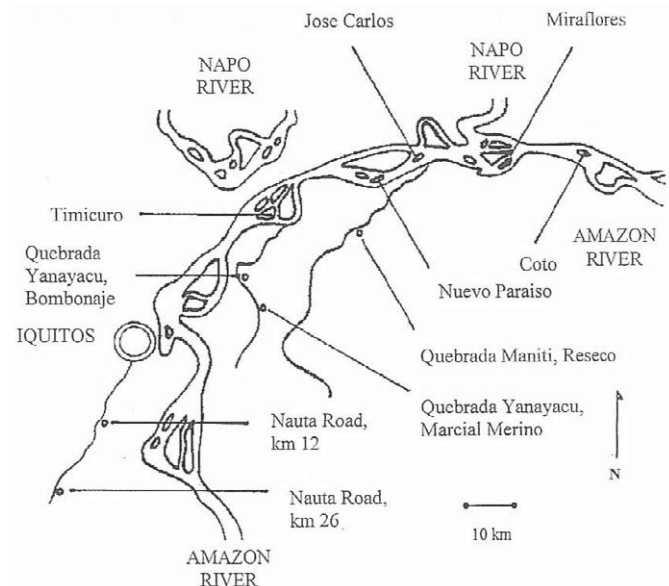 Jose Carlos
Miraflores
NAPO
RIVER
NAPO
RIVER
Timicuro
Quebrada
Yanayacu,
Bombonaje
IQUITOS
AMAZON
RIVER
Coto
Nuevo Paraiso
Quebrada Maniti, Reseco
Quebrada Yanayacu,
Marcial Merino
Nauta Road,
km 12
Nauta Road,
km 26
N
10 km
AMAZON
RIVER